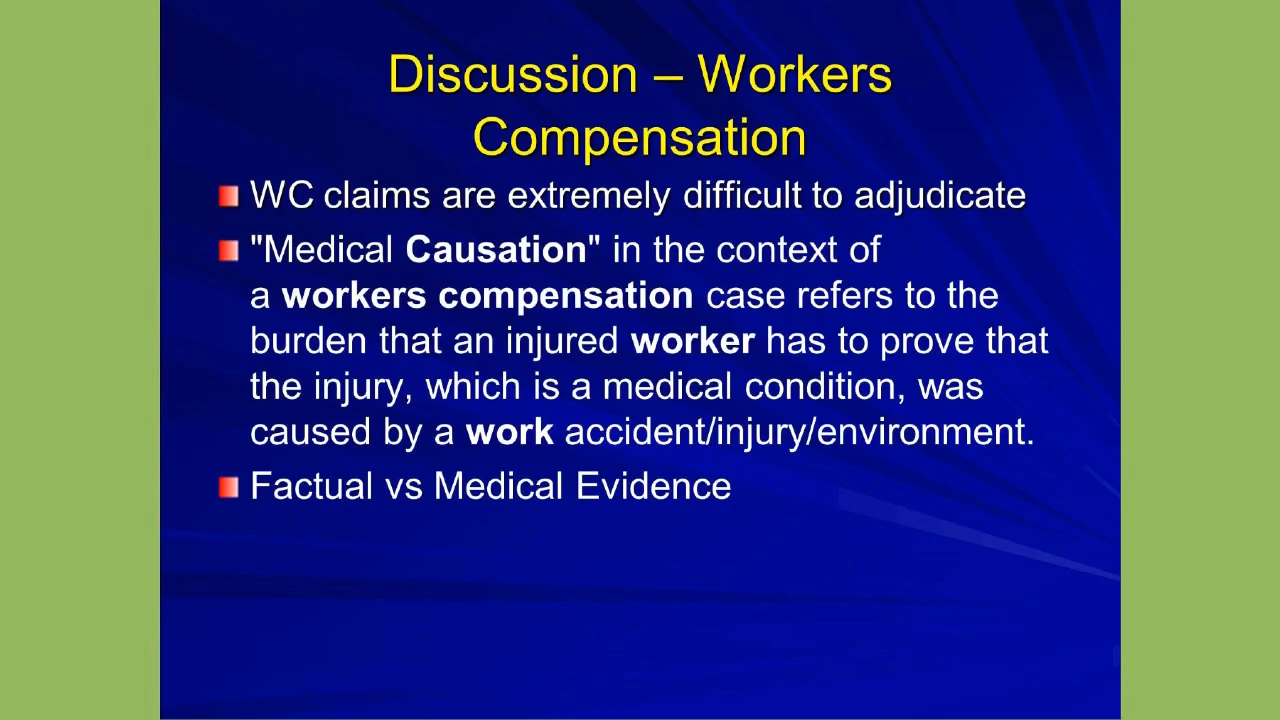 Discussion – Workers
Compensation
WC claims are extremely difficult to adjudicate
"Medical Causation" in the context of
a workers compensation case refers to the
burden that an injured worker has to prove that
the injury, which is a medical condition, was
caused by a work accident/injury/environment.
Factual vs Medical Evidence